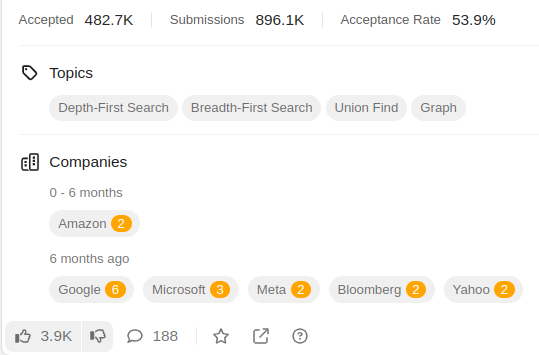 Accepted 482.7K Submissions 896.1K Acceptance Rate 53.9%
Topics
Depth-First Search Breadth-First Search Union Find Graph
Companies
0 - 6 months
Amazon 2
6 months ago
Google 6 Microsoft 3 Meta 2 Bloomberg 2 Yahoo 2
3.9K 188